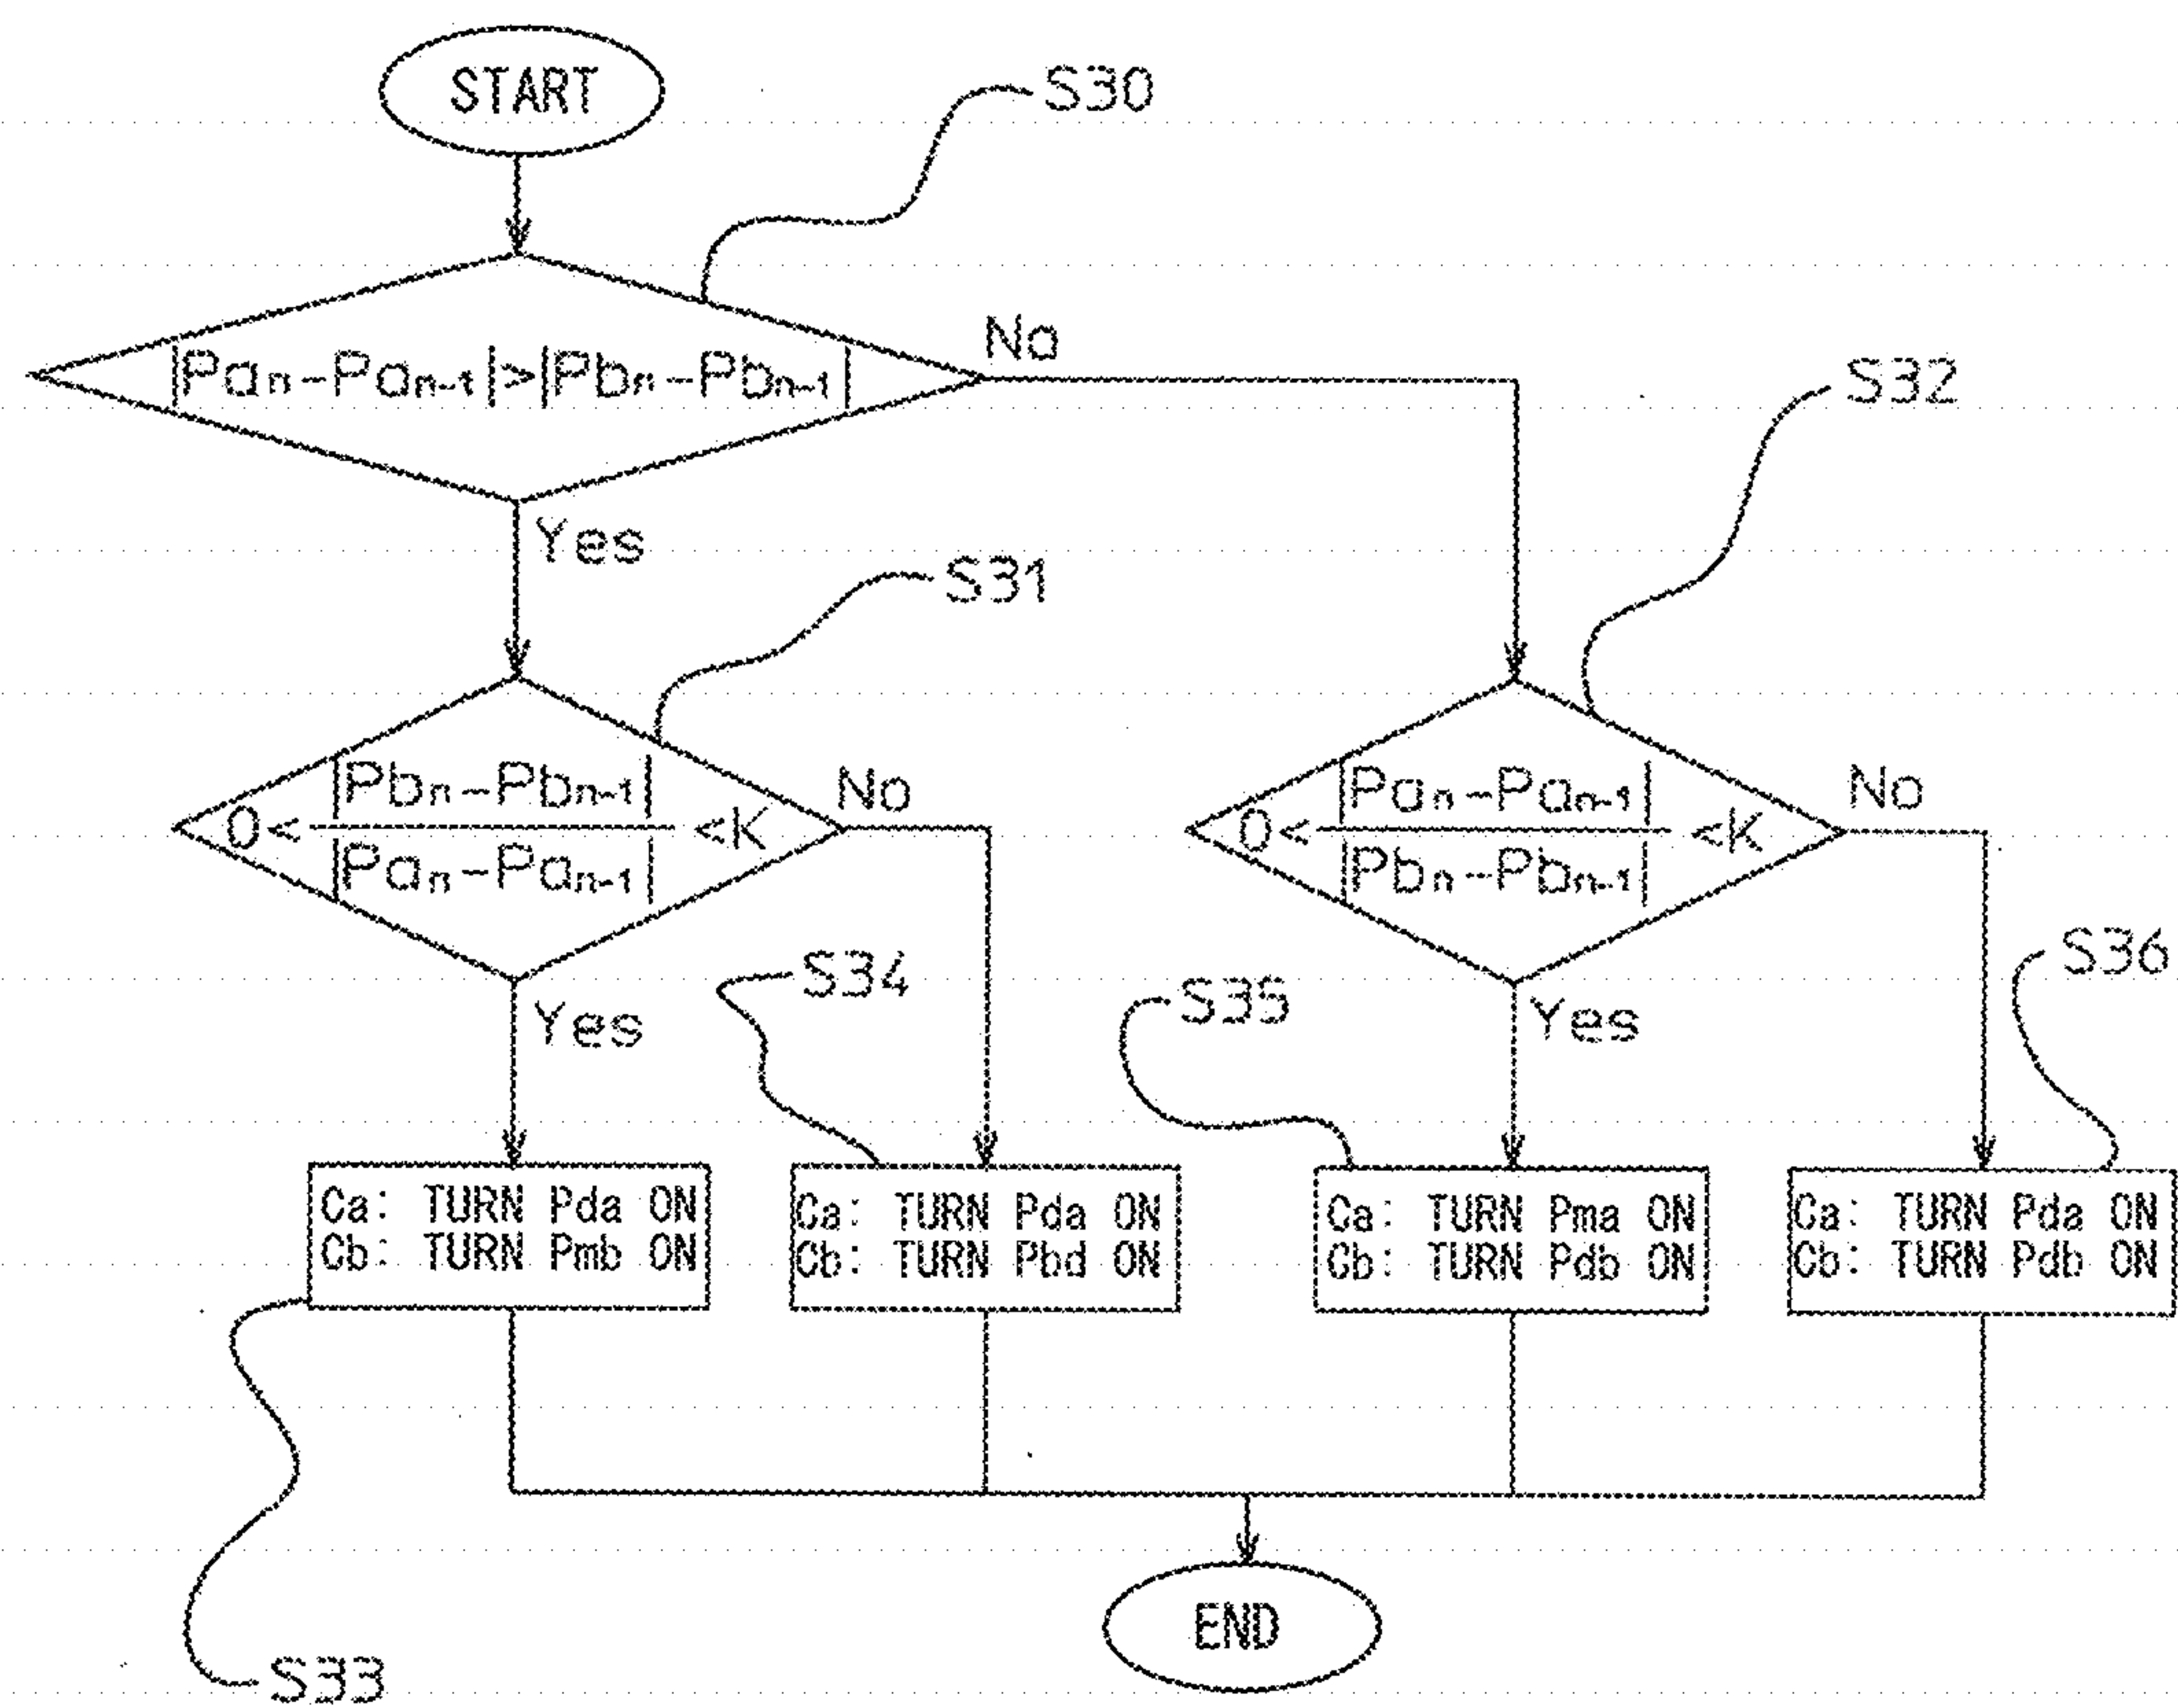 START
S30
|Pan-Pan-1|>|Pbn-Pbn-1|
No
S32
Yes
S31
|Pbn-Pbn-1|
0< <K
|Pan-Pan-1|
No
|Pan-Pan-1|
0< <K
|Pbn-Pbn-1|
No
S34
S35
S36
Yes
Yes
Ca: TURN Pda ON
Cb: TURN Pmb ON
Ca: TURN Pda ON
Cb: TURN Pbd ON
Ca: TURN Pma ON
Cb: TURN Pdb ON
Ca: TURN Pda ON
Cb: TURN Pdb ON
END
S33